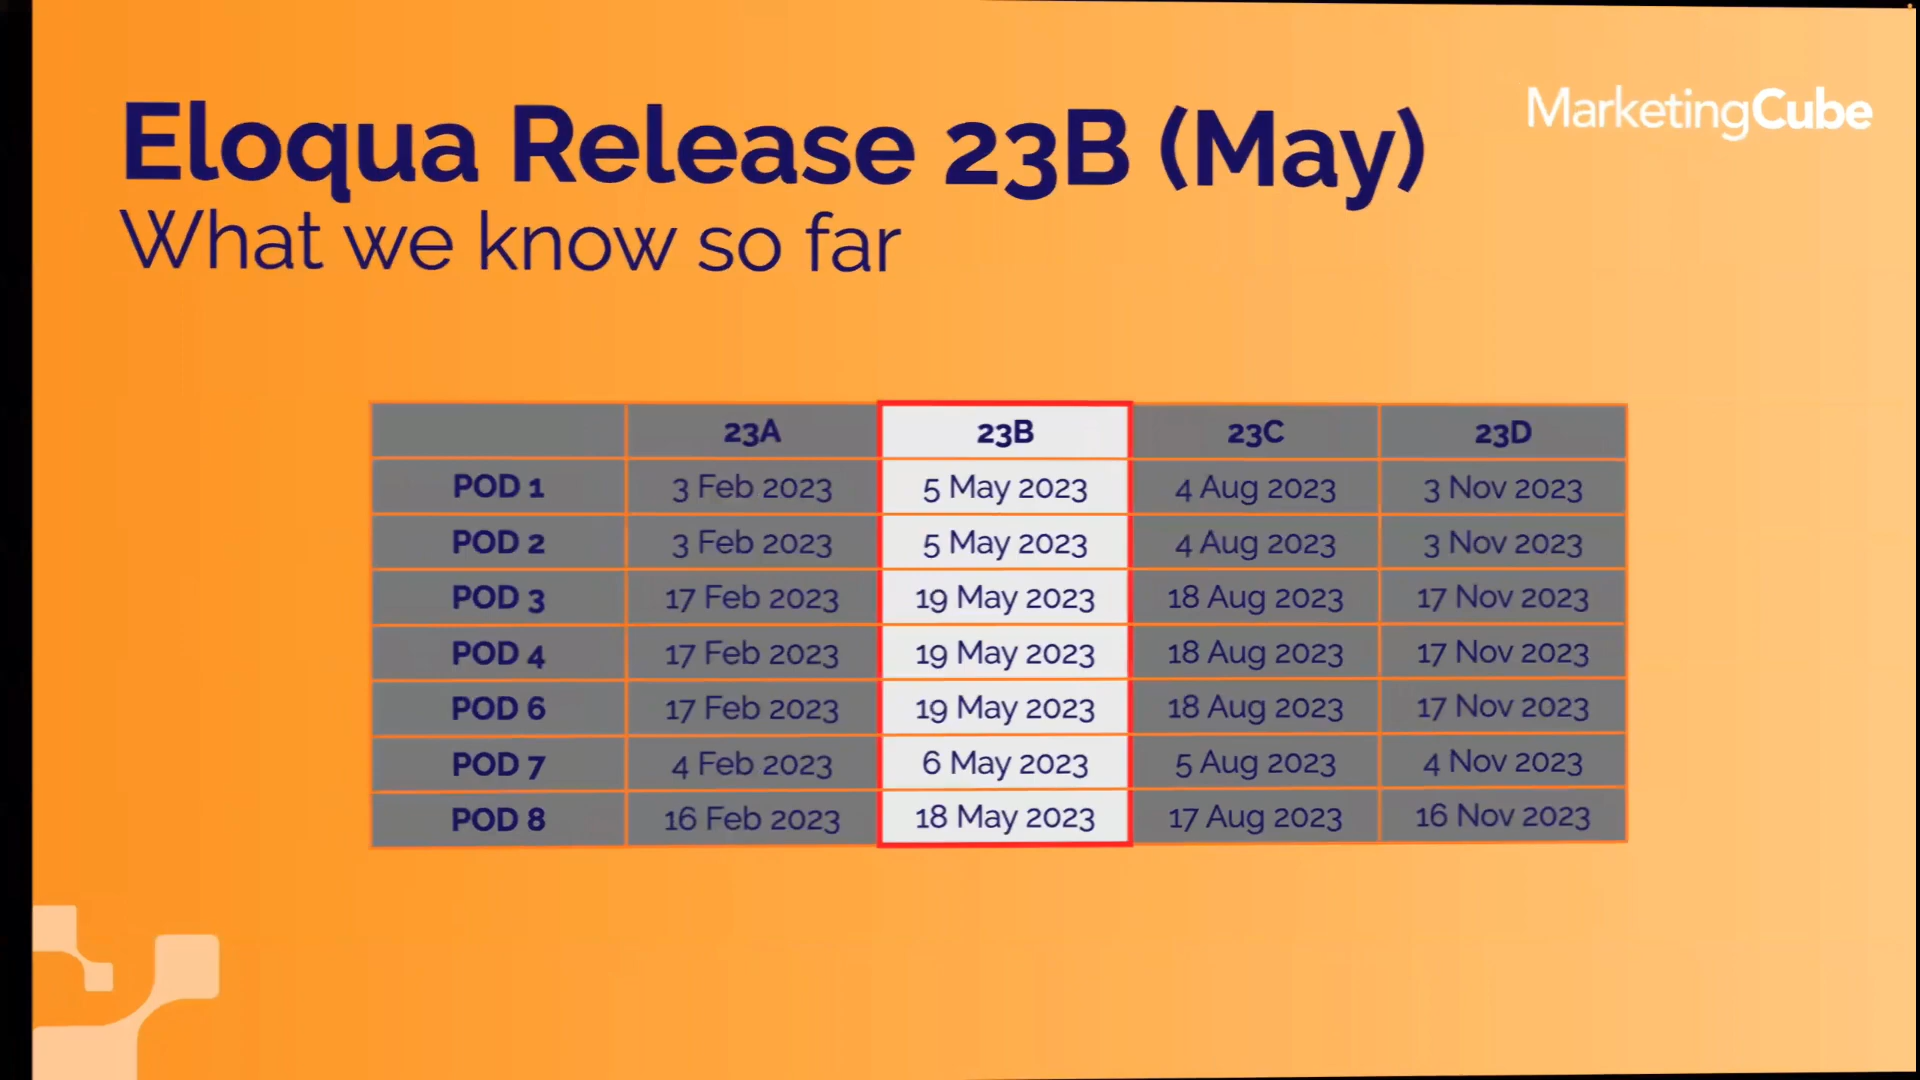 Eloqua Release 23B (May)
MarketingCube
What we know so far
23A 23B 23C 23D
POD 1 3 Feb 2023 5 May 2023 4 Aug 2023 3 Nov 2023
POD 2 3 Feb 2023 5 May 2023 4 Aug 2023 3 Nov 2023
POD 3 17 Feb 2023 19 May 2023 18 Aug 2023 17 Nov 2023
POD 4 17 Feb 2023 19 May 2023 18 Aug 2023 17 Nov 2023
POD 6 17 Feb 2023 19 May 2023 18 Aug 2023 17 Nov 2023
POD 7 4 Feb 2023 6 May 2023 5 Aug 2023 4 Nov 2023
POD 8 16 Feb 2023 18 May 2023 17 Aug 2023 16 Nov 2023